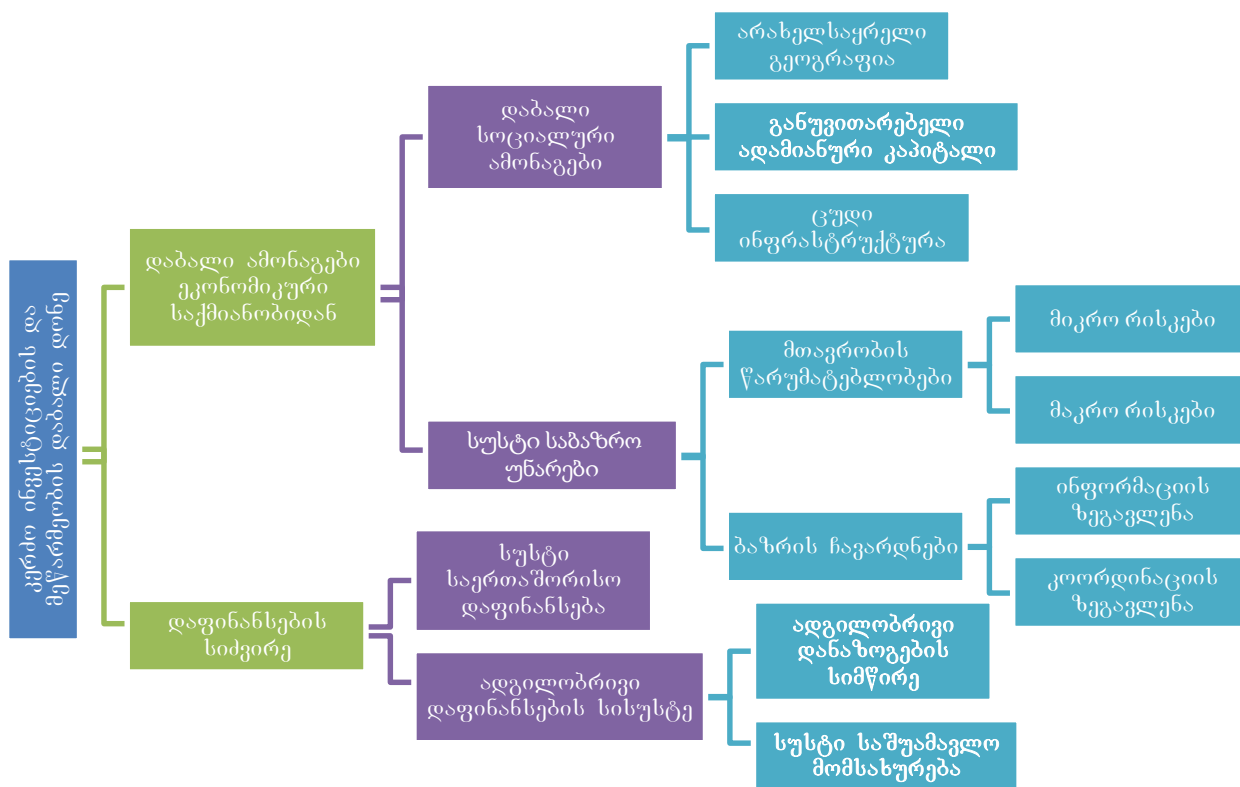 კერძო ინვესტიციების და
მეწარმეობის დაბალი დონე
დაბალი ამონაგები
ეკონომიკური
საქმიანობიდან
დაბალი
სოციალური
ამონაგები
არახელსაყრელი
გეოგრაფია
განუვითარებელი
ადამიანური კაპიტალი
ცუდი
ინფრასტრუქტურა
სუსტი საბაზრო
უნარები
მთავრობის
წარუმატებლობები
მიკრო რისკები
მაკრო რისკები
ბაზრის ჩავარდნები
ინფორმაციის
ზეგავლენა
კოორდინაციის
ზეგავლენა
დაფინანსების
სიძვირე
სუსტი
საერთაშორისო
დაფინანსება
ადგილობრივი
დაფინანსების სისუსტე
ადგილობრივი
დანაზოგების
სიმწირე
სუსტი საშუამავლო
მომსახურება